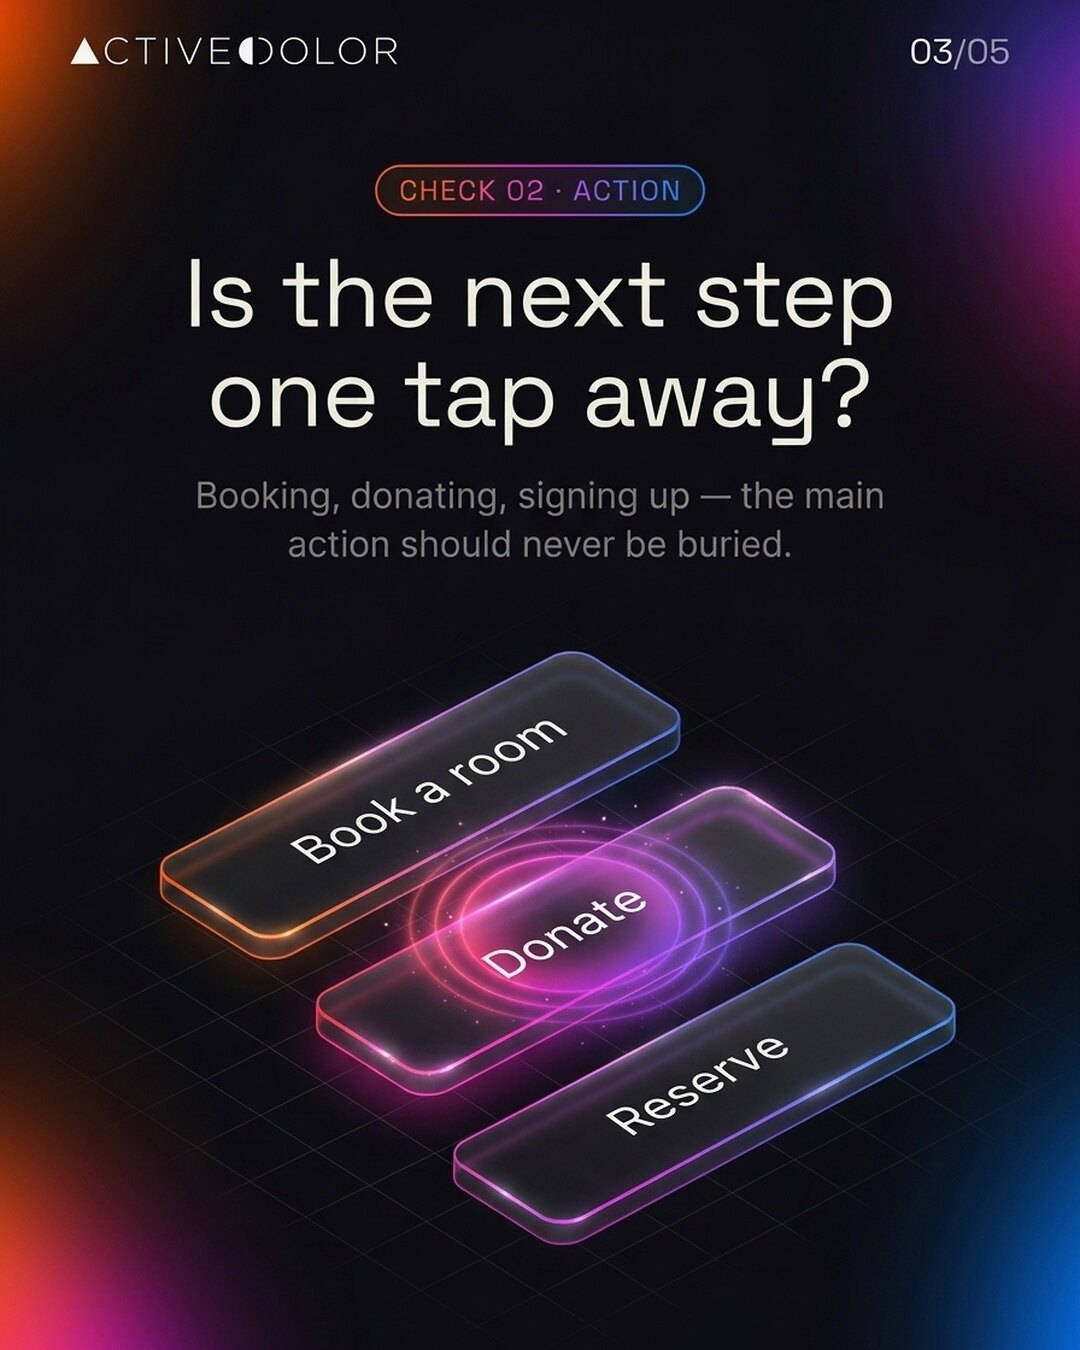 ACTIVECOLOR
03/05
CHECK 02 · ACTION
Is the next step
one tap away?
Booking, donating, signing up — the main
action should never be buried.
Book a room
Donate
Reserve